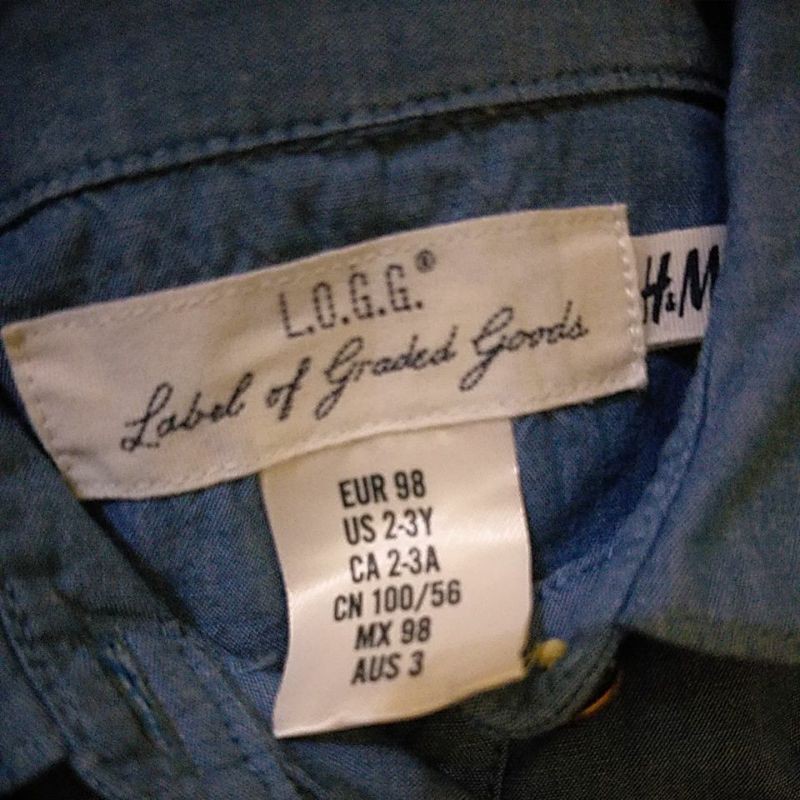 L.O.G.G.®
Label of Graded Goods
H&M
EUR 98
US 2-3Y
CA 2-3A
CN 100/56
MX 98
AUS 3